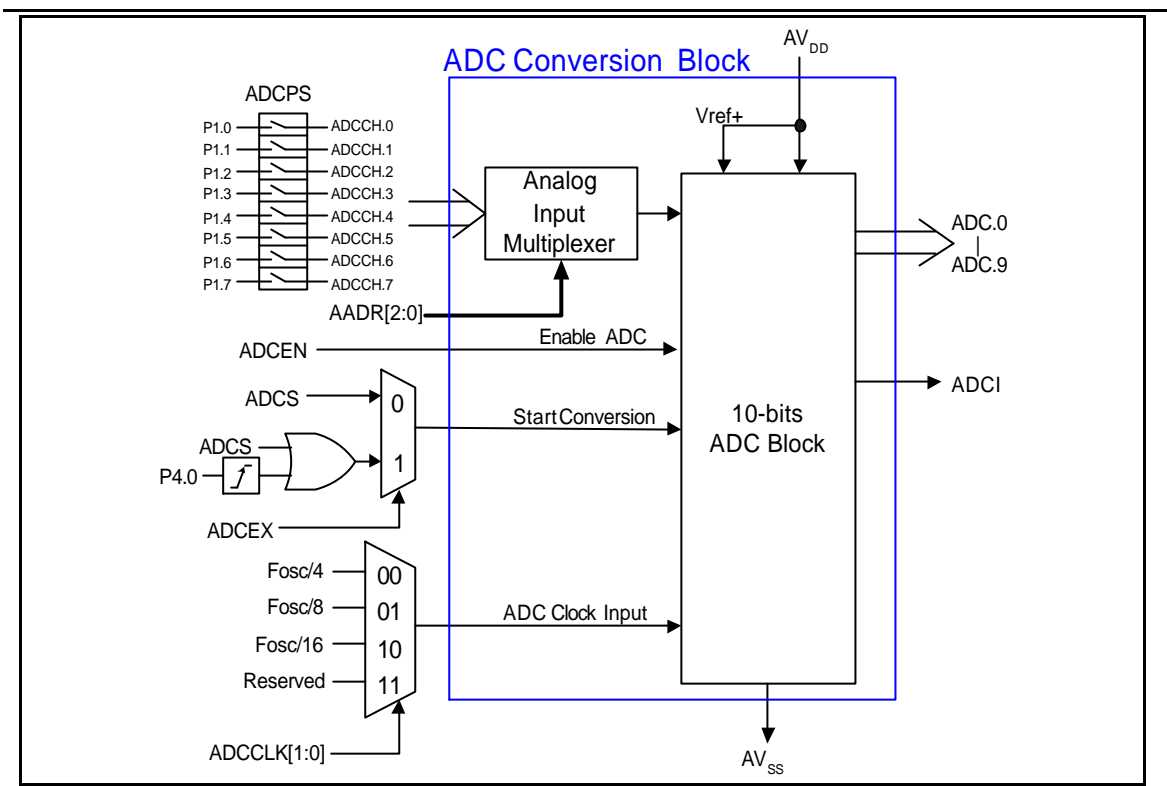 AVDD
ADC Conversion Block
ADCPS
Vref+
P1.0 ADCCH.0
P1.1 ADCCH.1
P1.2 ADCCH.2
P1.3 ADCCH.3
P1.4 ADCCH.4
P1.5 ADCCH.5
P1.6 ADCCH.6
P1.7 ADCCH.7
Analog
Input
Multiplexer
ADC.0
|
ADC.9
AADR[2:0]
ADCEN
Enable ADC
ADCI
ADCS
0
Start Conversion
10-bits
ADC Block
ADCS
P4.0
1
ADCEX
Fosc/4 00
Fosc/8 01
Fosc/16 10
Reserved 11
ADC Clock Input
ADCCLK[1:0]
AVSS